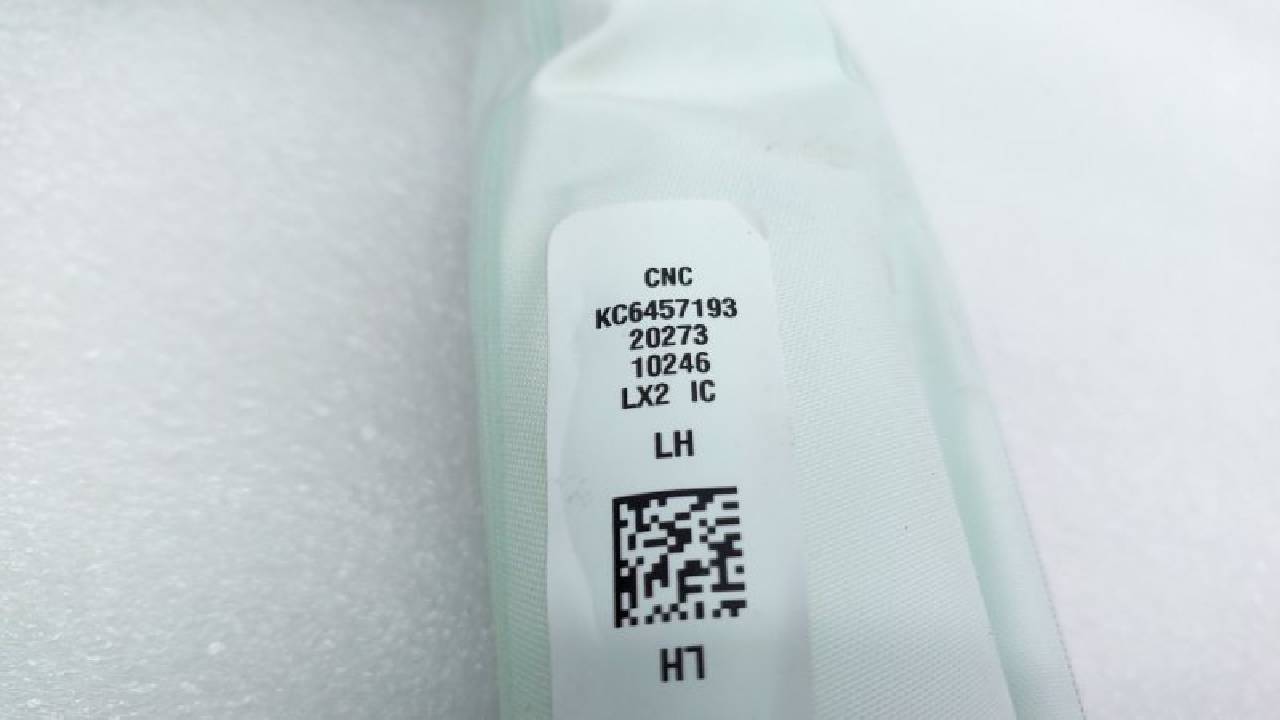 CNC
KC6457193
20273
10246
LX2 IC
LH
LH